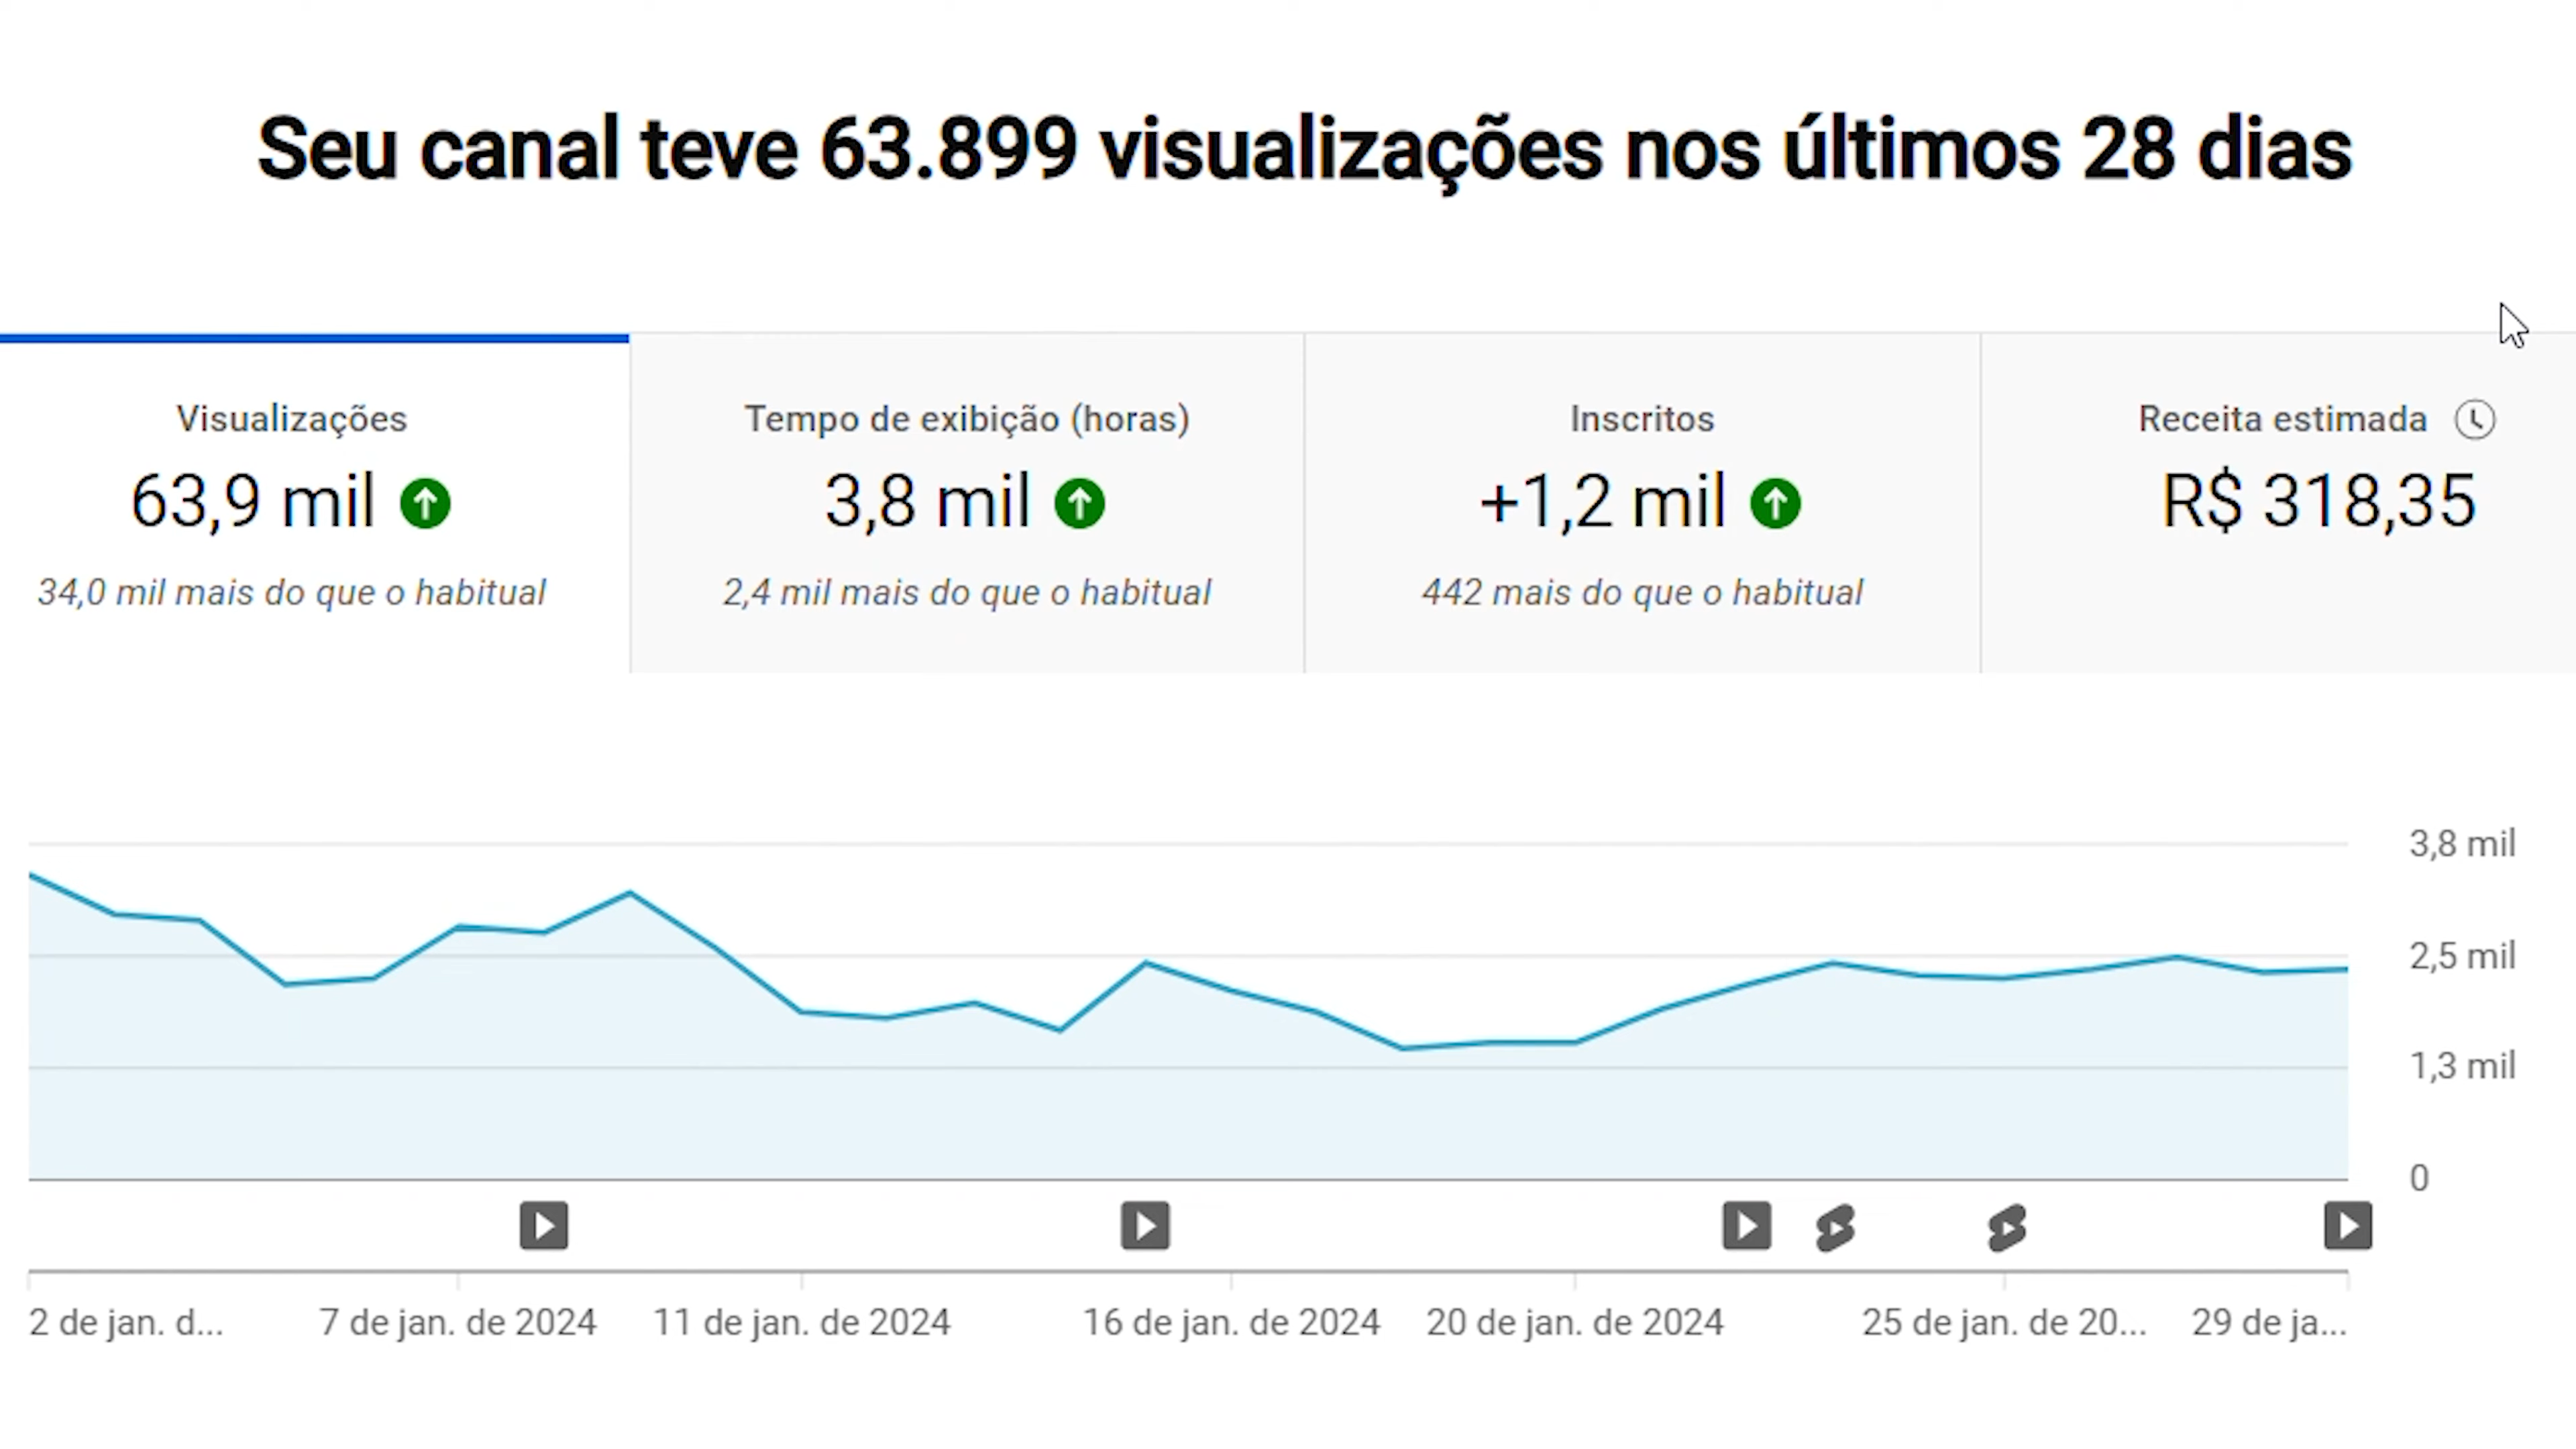 Seu canal teve 63.899 visualizações nos últimos 28 dias
Visualizações
63,9 mil
34,0 mil mais do que o habitual
Tempo de exibição (horas)
3,8 mil
2,4 mil mais do que o habitual
Inscritos
+1,2 mil
442 mais do que o habitual
Receita estimada
R$ 318,35
3,8 mil
2,5 mil
1,3 mil
0
2 de jan. d...
7 de jan. de 2024
11 de jan. de 2024
16 de jan. de 2024
20 de jan. de 2024
25 de jan. de 20...
29 de ja...